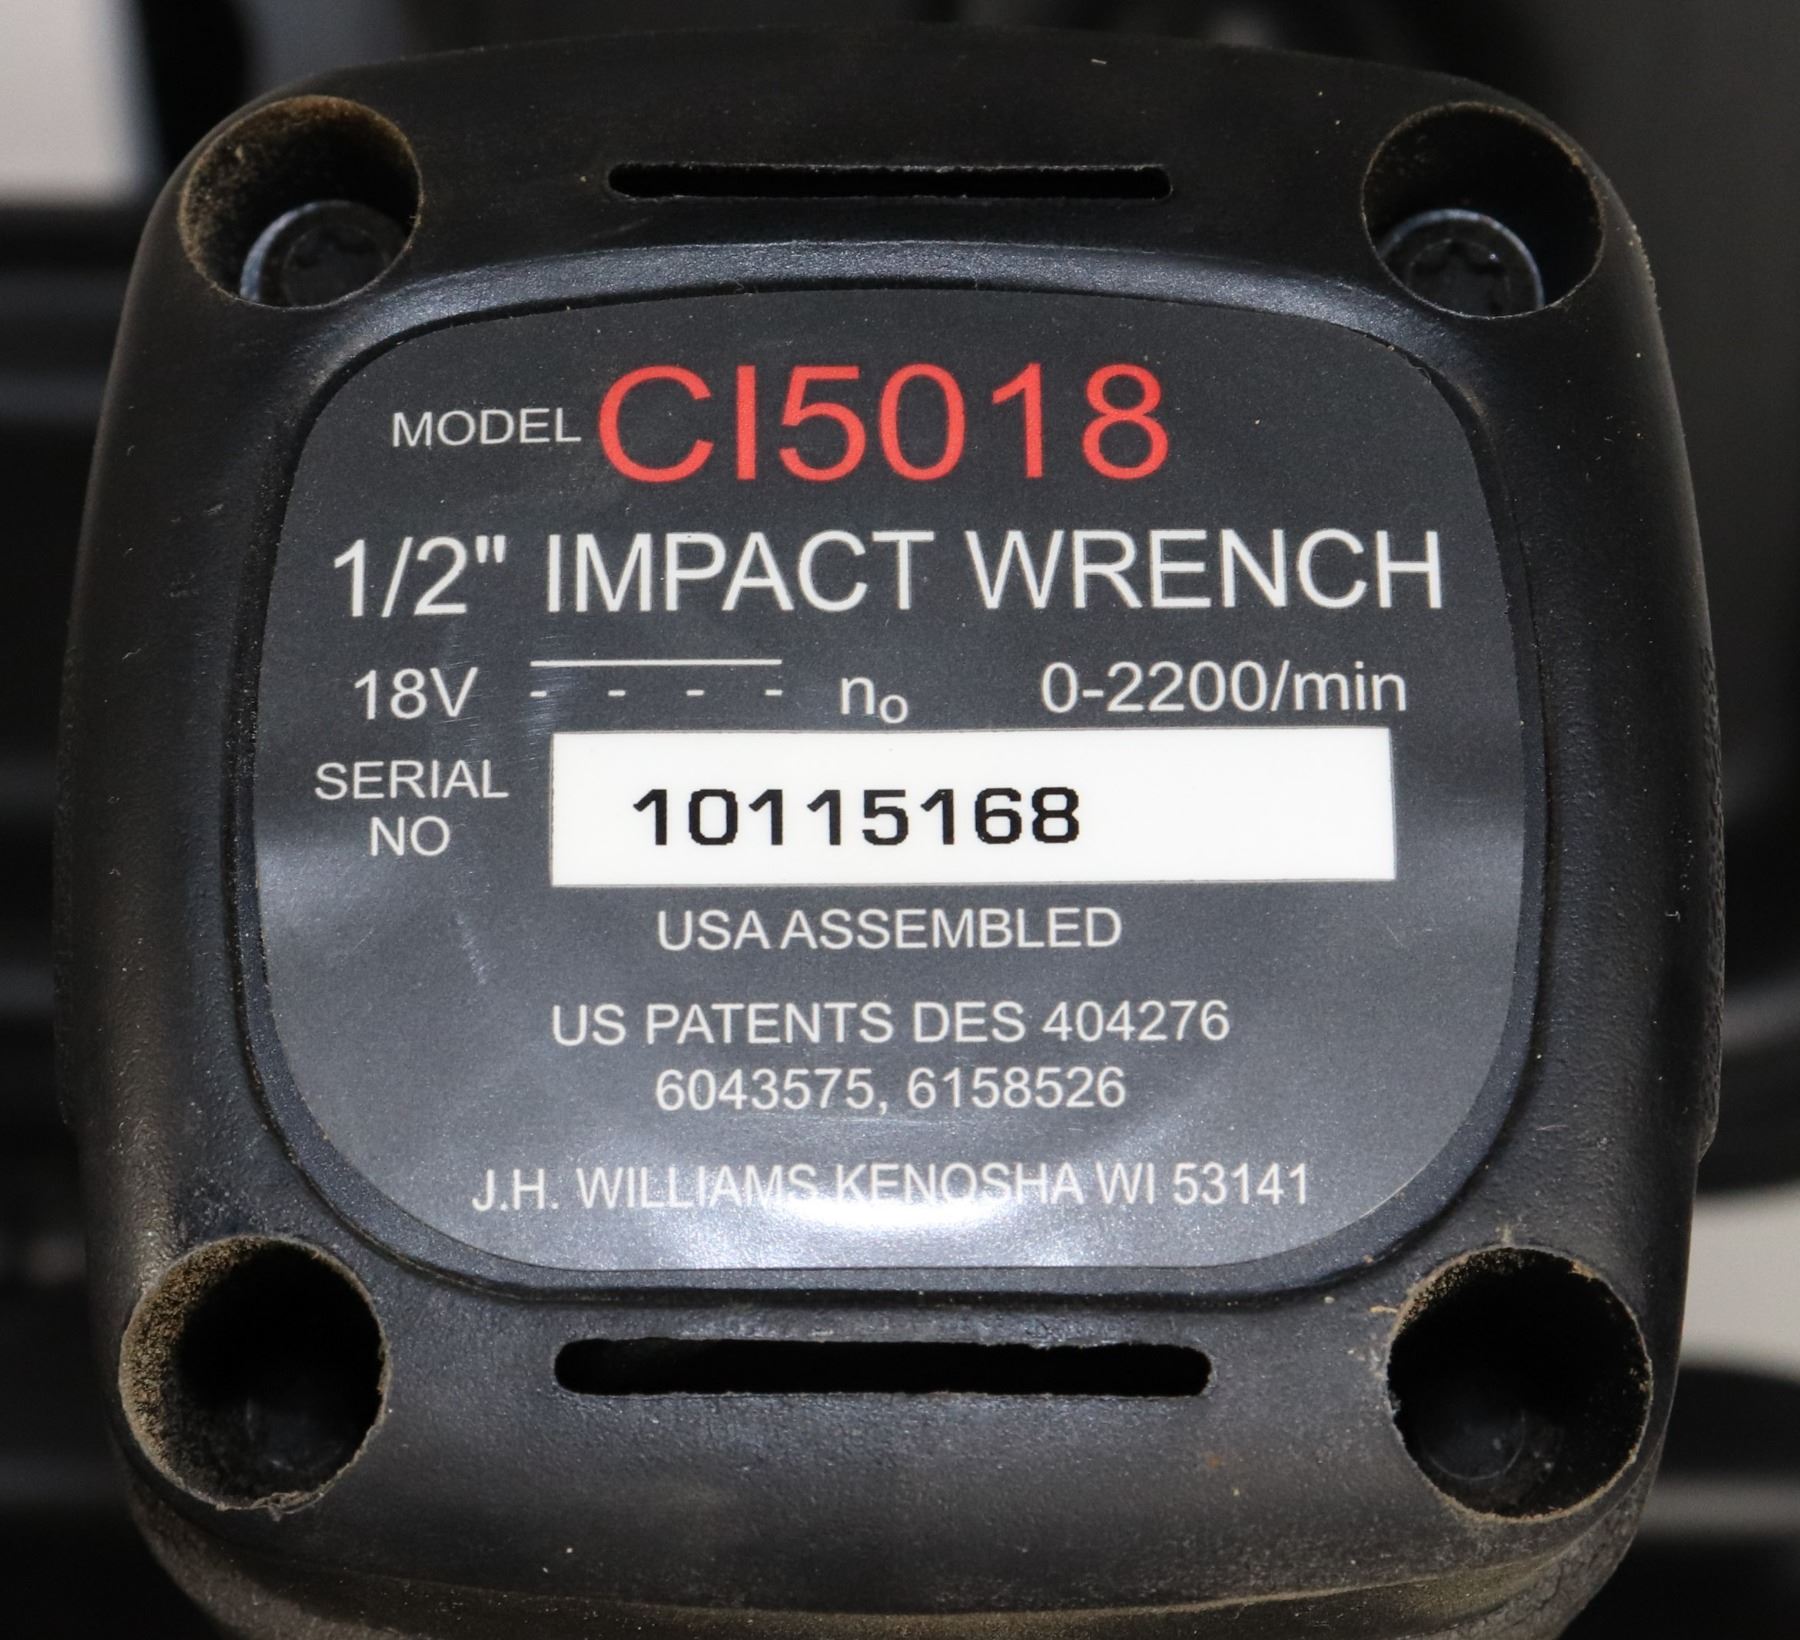 MODEL CI5018
1/2" IMPACT WRENCH
18V - - - - no 0-2200/min
SERIAL NO 10115168
USA ASSEMBLED
US PATENTS DES 404276
6043575, 6158526
J.H. WILLIAMS KENOSHA WI 53141